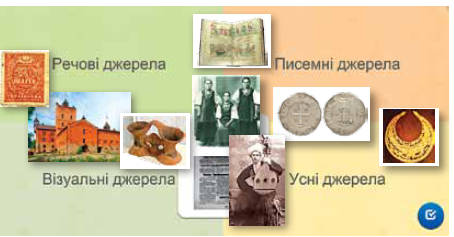 Речові джерела
Писемні джерела
Візуальні джерела
Усні джерела